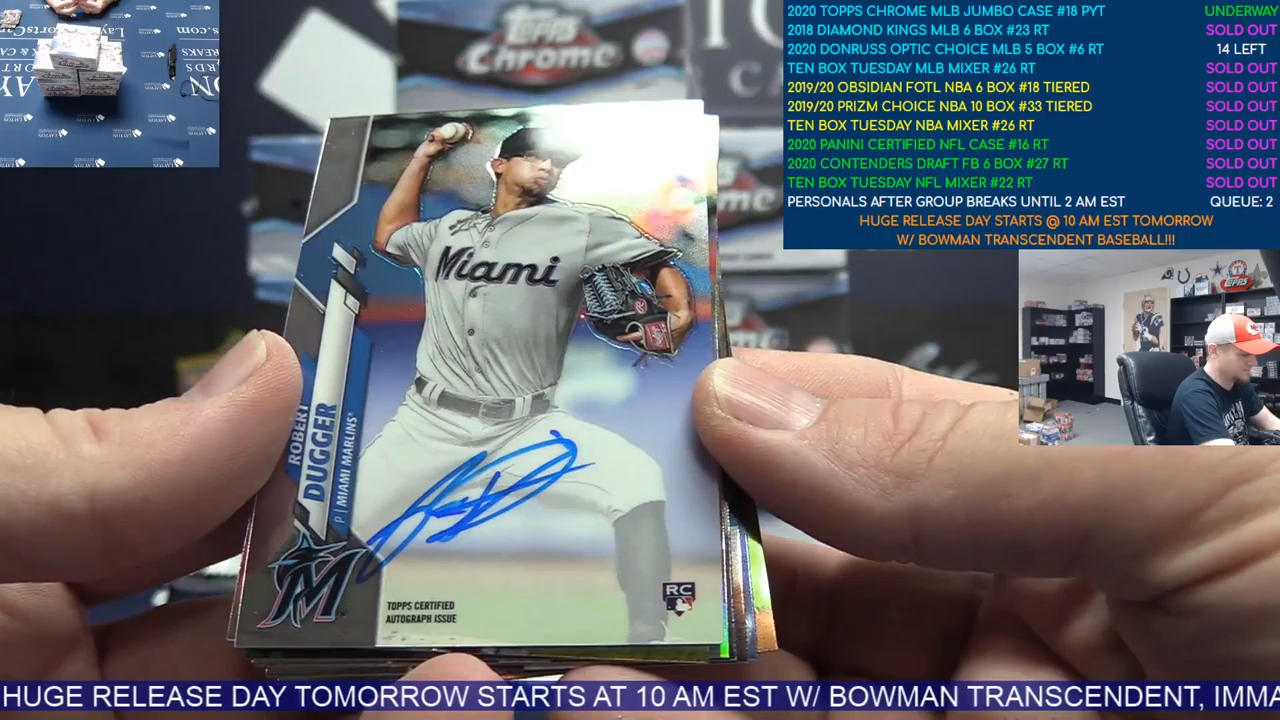 2020 TOPPS CHROME MLB JUMBO CASE #18 PYT UNDERWAY
2018 DIAMOND KINGS MLB 6 BOX #23 RT SOLD OUT
2020 DONRUSS OPTIC CHOICE MLB 5 BOX #6 RT 14 LEFT
TEN BOX TUESDAY MLB MIXER #26 RT SOLD OUT
2019/20 OBSIDIAN FOTL NBA 6 BOX #18 TIERED SOLD OUT
2019/20 PRIZM CHOICE NBA 10 BOX #33 TIERED SOLD OUT
TEN BOX TUESDAY NBA MIXER #26 RT SOLD OUT
2020 PANINI CERTIFIED NFL CASE #16 RT SOLD OUT
2020 CONTENDERS DRAFT FB 6 BOX #27 RT SOLD OUT
TEN BOX TUESDAY NFL MIXER #22 RT SOLD OUT
PERSONALS AFTER GROUP BREAKS UNTIL 2 AM EST QUEUE: 2
HUGE RELEASE DAY STARTS @ 10 AM EST TOMORROW
W/ BOWMAN TRANSCENDENT BASEBALL!!!
Topps
Chrome
Miami
ROBERT
DUGGER
P | MIAMI MARLINS
M
TOPPS CERTIFIED
AUTOGRAPH ISSUE
RC
HUGE RELEASE DAY TOMORROW STARTS AT 10 AM EST W/ BOWMAN TRANSCENDENT, IMMA